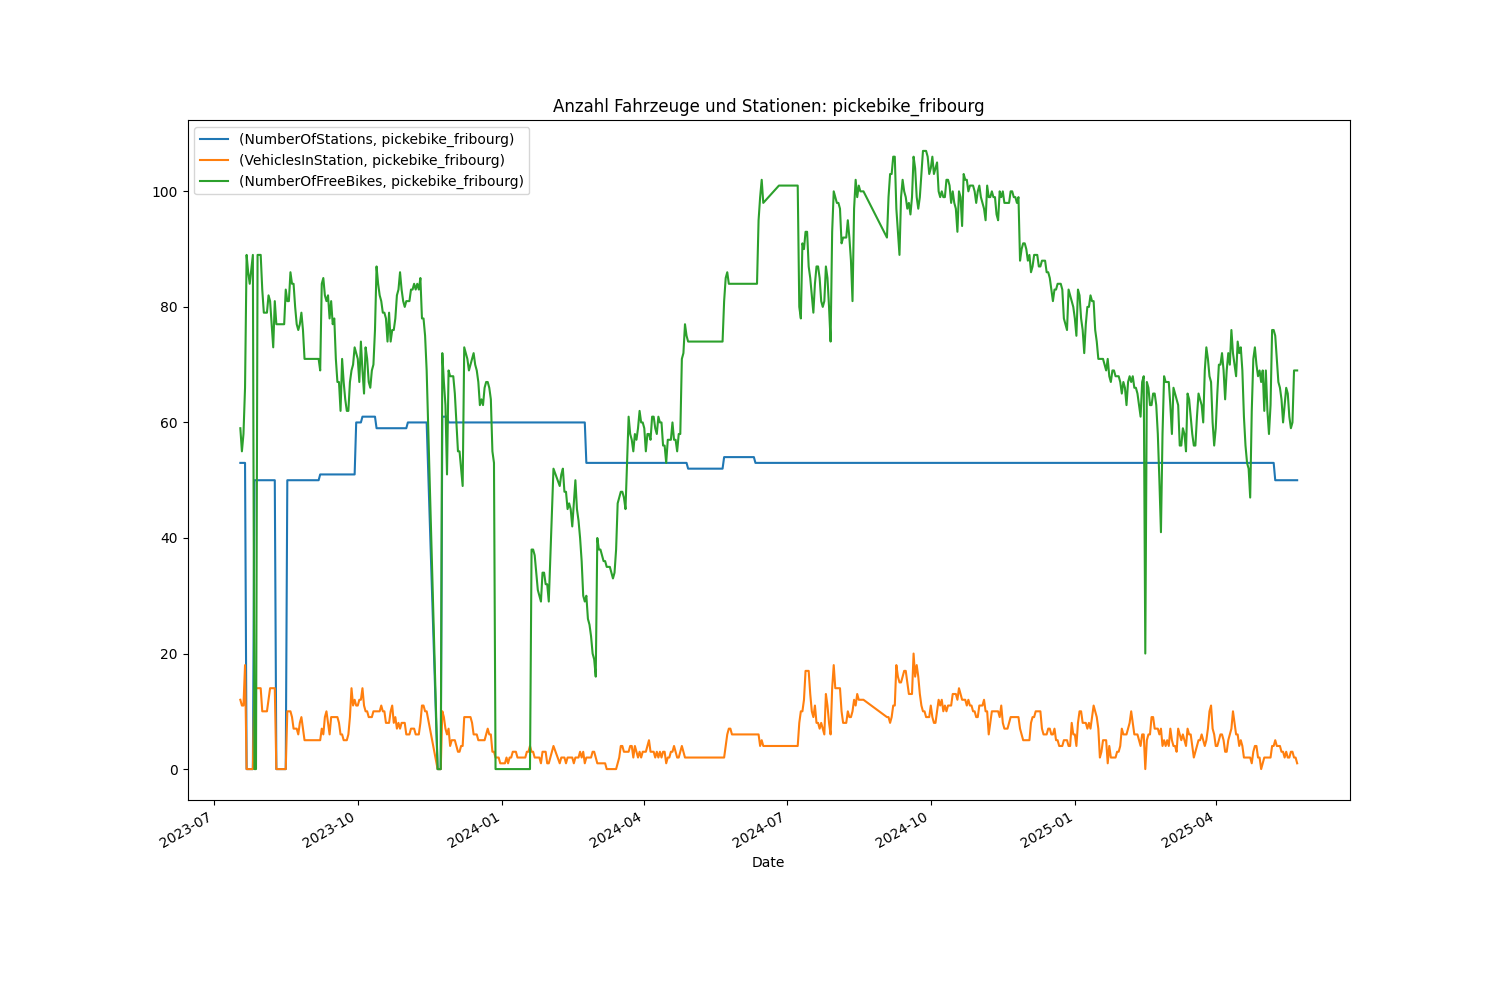 Anzahl Fahrzeuge und Stationen: pickebike_fribourg
(NumberOfStations, pickebike_fribourg)
(VehiclesInStation, pickebike_fribourg)
(NumberOfFreeBikes, pickebike_fribourg)
100
80
60
40
20
0
2023-07
2023-10
2024-01
2024-04
2024-07
2024-10
2025-01
2025-04
Date